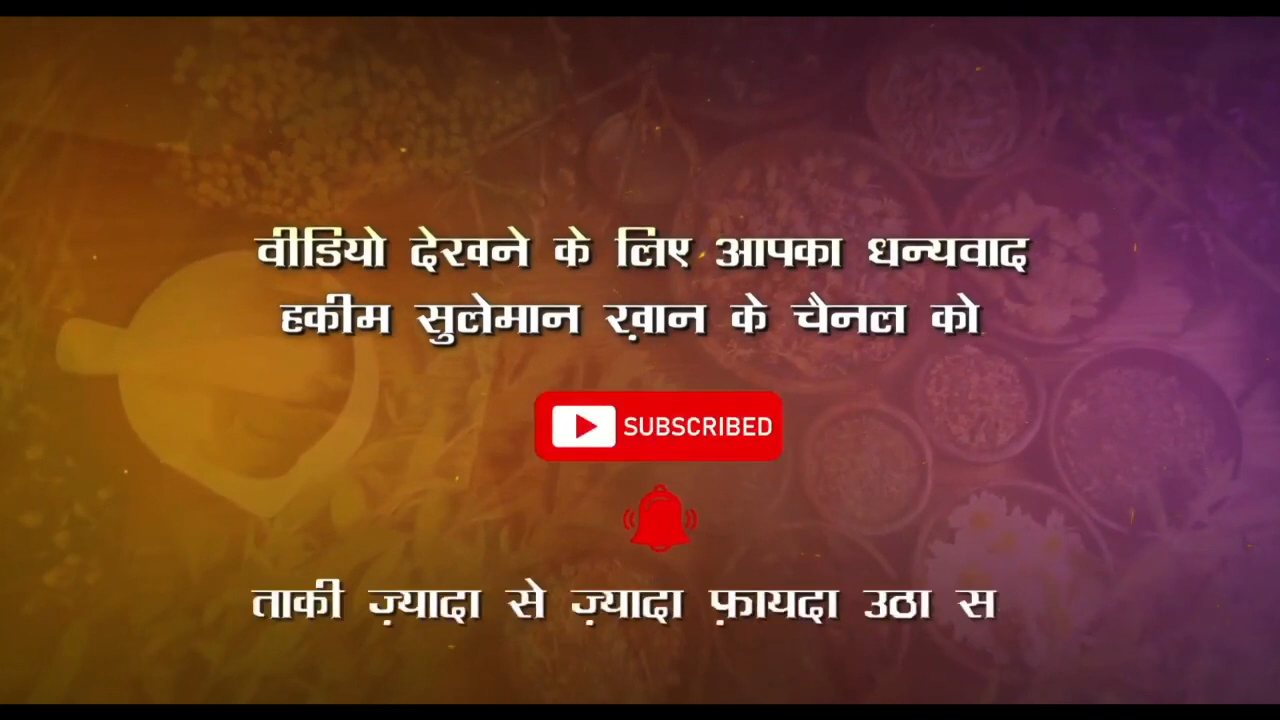 वीडियो देखने के लिए आपका धन्यवाद
हकीम सुलेमान ख़ान के चैनल को
SUBSCRIBED
ताकी ज़्यादा से ज़्यादा फ़ायदा उठा स